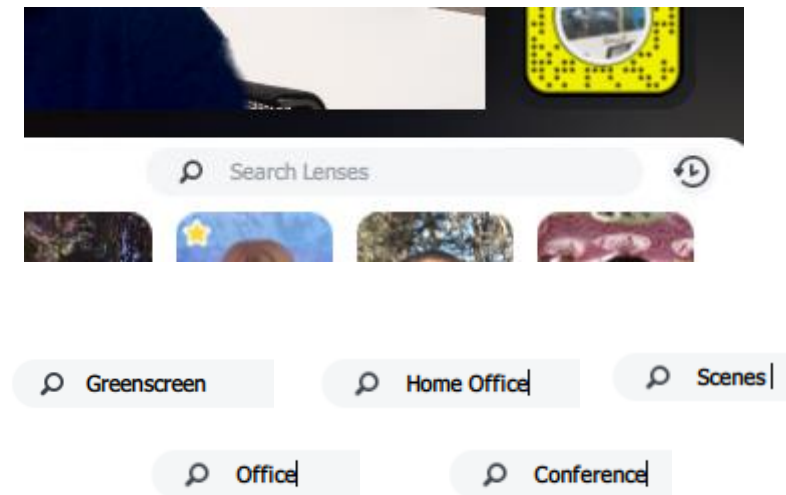 Search Lenses
Greenscreen
Home Office
Scenes
Office
Conference